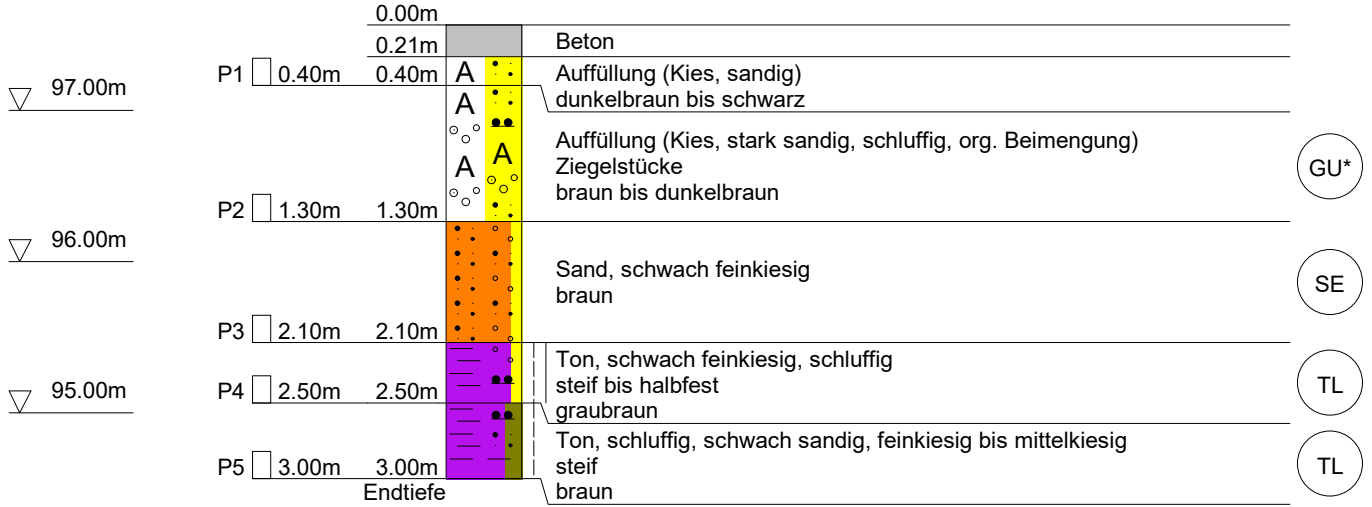 0.00m
0.21m Beton
P1 0.40m 0.40m A Auffüllung (Kies, sandig)
97.00m dunkelbraun bis schwarz
A
Auffüllung (Kies, stark sandig, schluffig, org. Beimengung)
A A Ziegelstücke GU*
braun bis dunkelbraun
P2 1.30m 1.30m
96.00m
Sand, schwach feinkiesig SE
braun
P3 2.10m 2.10m
Ton, schwach feinkiesig, schluffig
steif bis halbfest TL
95.00m P4 2.50m 2.50m graubraun
Ton, schluffig, schwach sandig, feinkiesig bis mittelkiesig
P5 3.00m 3.00m steif TL
Endtiefe braun